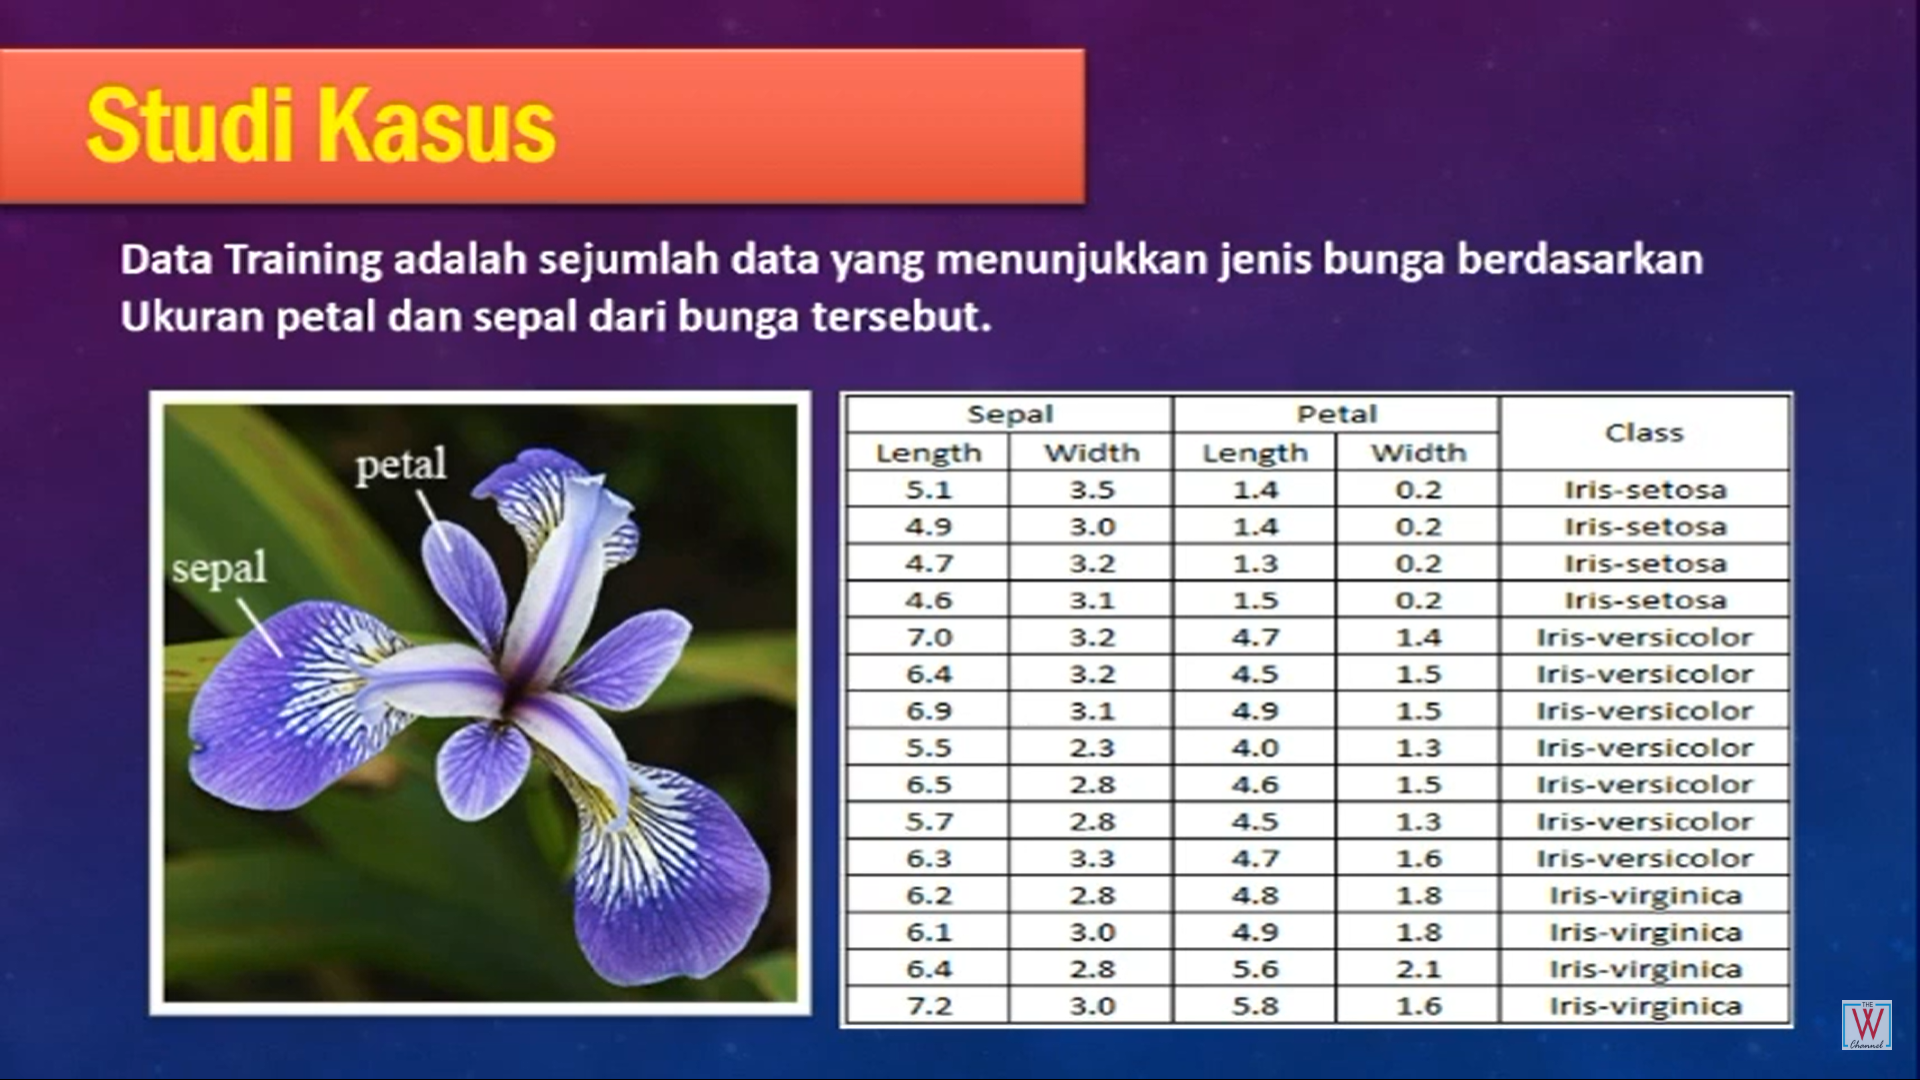 Studi Kasus
Data Training adalah sejumlah data yang menunjukkan jenis bunga berdasarkan
Ukuran petal dan sepal dari bunga tersebut.
petal
sepal
Sepal Petal Class
Length Width Length Width
5.1 3.5 1.4 0.2 Iris-setosa
4.9 3.0 1.4 0.2 Iris-setosa
4.7 3.2 1.3 0.2 Iris-setosa
4.6 3.1 1.5 0.2 Iris-setosa
7.0 3.2 4.7 1.4 Iris-versicolor
6.4 3.2 4.5 1.5 Iris-versicolor
6.9 3.1 4.9 1.5 Iris-versicolor
5.5 2.3 4.0 1.3 Iris-versicolor
6.5 2.8 4.6 1.5 Iris-versicolor
5.7 2.8 4.5 1.3 Iris-versicolor
6.3 3.3 4.7 1.6 Iris-versicolor
6.2 2.8 4.8 1.8 Iris-virginica
6.1 3.0 4.9 1.8 Iris-virginica
6.4 2.8 5.6 2.1 Iris-virginica
7.2 3.0 5.8 1.6 Iris-virginica
THE
W
Channel